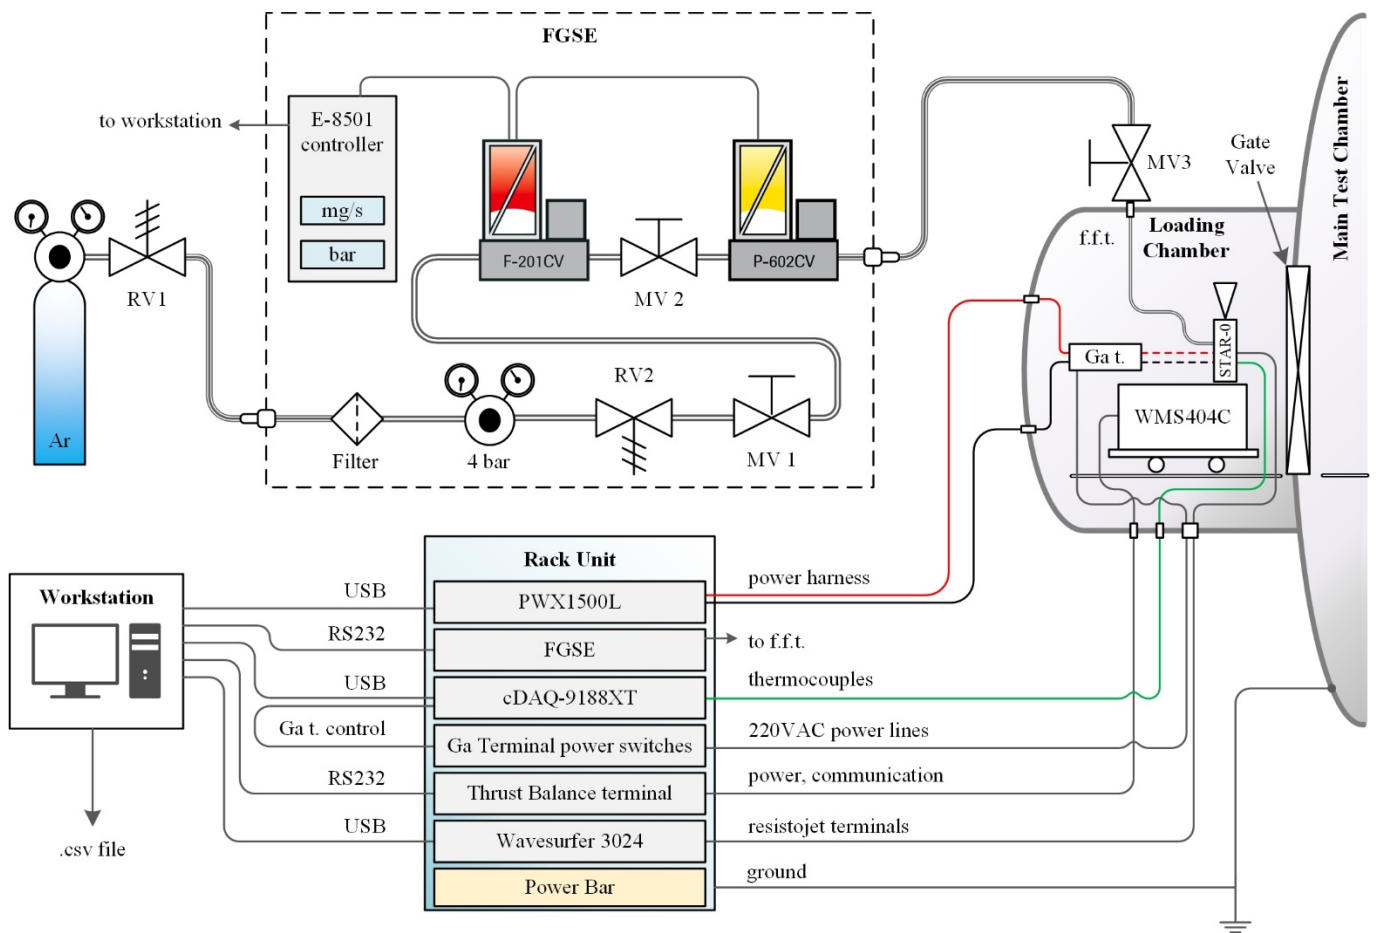 FGSE
E-8501
controller
mg/s
bar
to workstation
F-201CV
MV 2
P-602CV
MV3
Gate
Valve
Main Test Chamber
f.f.t.
Loading
Chamber
RV1
Ar
Ga t.
STAR-0
WMS404C
Filter
4 bar
RV2
MV 1
Workstation
.csv file
USB
RS232
USB
Ga t. control
RS232
USB
Rack Unit
PWX1500L
FGSE
cDAQ-9188XT
Ga Terminal power switches
Thrust Balance terminal
Wavesurfer 3024
Power Bar
power harness
to f.f.t.
thermocouples
220VAC power lines
power, communication
resistojet terminals
ground